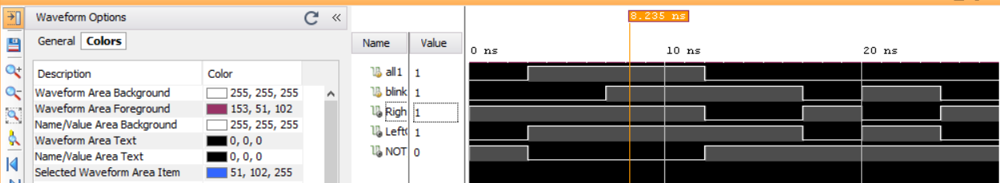 Waveform Options
General Colors
Description Color
Waveform Area Background 255, 255, 255
Waveform Area Foreground 153, 51, 102
Name/Value Area Background 255, 255, 255
Waveform Area Text 0, 0, 0
Name/Value Area Text 0, 0, 0
Selected Waveform Area Item 51, 102, 255
Name Value
all1 1
blink 1
Righ 1
Left 1
NOT 0
8.235 ns
0 ns 10 ns 20 ns